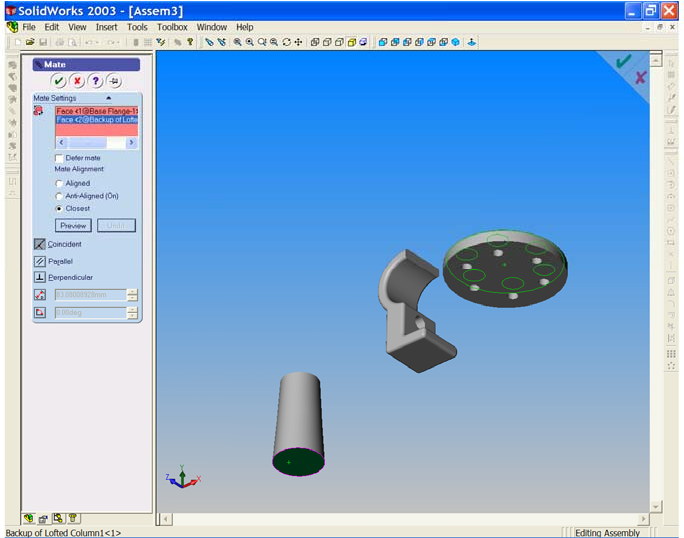 SolidWorks 2003 - [Assem3]
File Edit View Insert Tools Toolbox Window Help
Mate
Mate Settings
Face <1@Base Flange-1>
Face <2@Backup of Lofte
Defer mate
Mate Alignment:
Aligned
Anti-Aligned (On)
Closest
Preview Undo
Coincident
Parallel
Perpendicular
0.00deg
Y
Z X
Backup of Lofted Column1<1> Editing Assembly